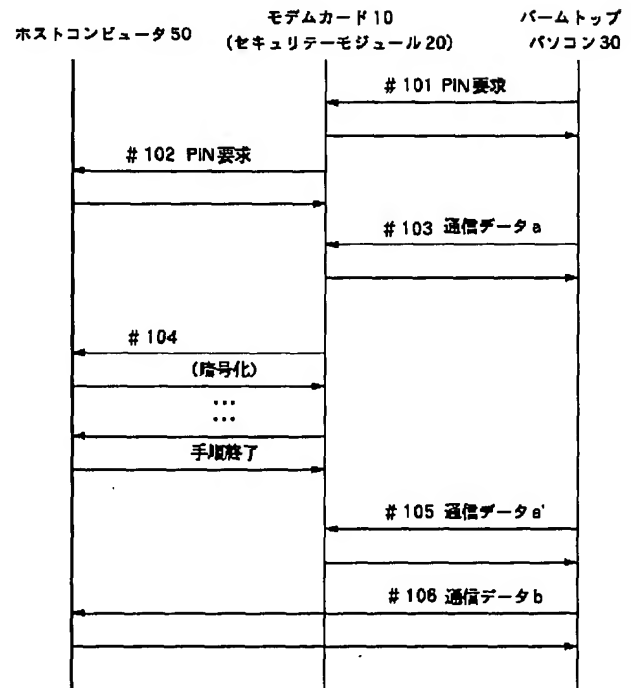 ホストコンピュータ50
モデムカード10
(セキュリテーモジュール20)
パームトップ
パソコン30
#101 PIN要求
#102 PIN要求
#103 通信データa
#104
(暗号化)
...
...
手順終了
#105 通信データa'
#106 通信データb